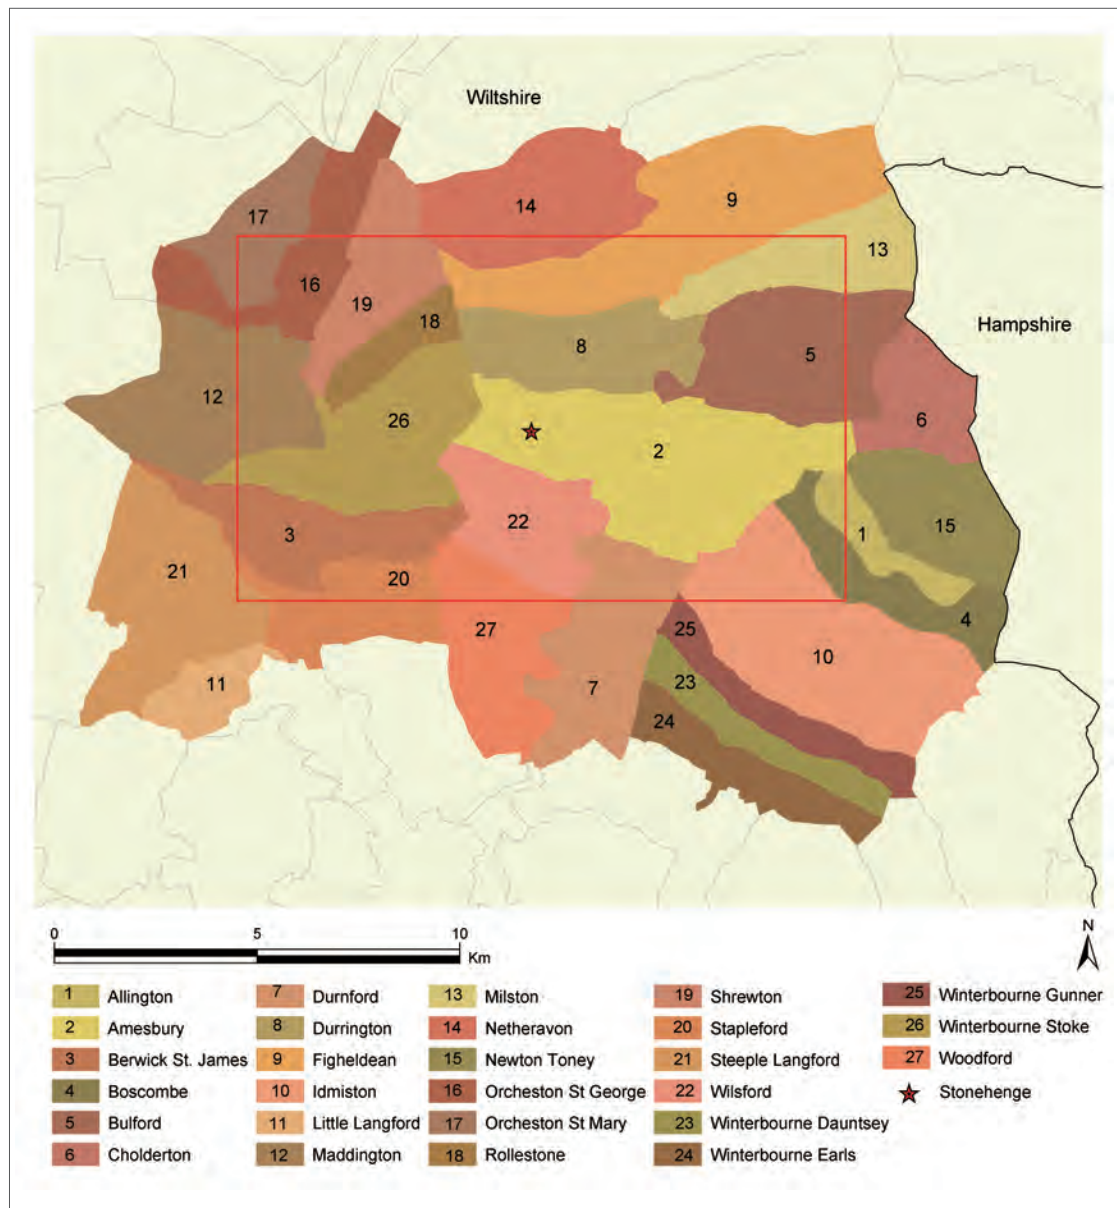 Wiltshire
9
14
17
13
16
19
18
Hampshire
8
5
12
26
6
2
22
15
1
3
21
20
4
27
25
10
11
23
7
24
0 5 10
Km
N
1 Allington
2 Amesbury
3 Berwick St. James
4 Boscombe
5 Bulford
6 Cholderton
7 Durnford
8 Durrington
9 Figheldean
10 Idmiston
11 Little Langford
12 Maddington
13 Milston
14 Netheravon
15 Newton Toney
16 Orcheston St George
17 Orcheston St Mary
18 Rollestone
19 Shrewton
20 Stapleford
21 Steeple Langford
22 Wilsford
23 Winterbourne Dauntsey
24 Winterbourne Earls
25 Winterbourne Gunner
26 Winterbourne Stoke
27 Woodford
Stonehenge